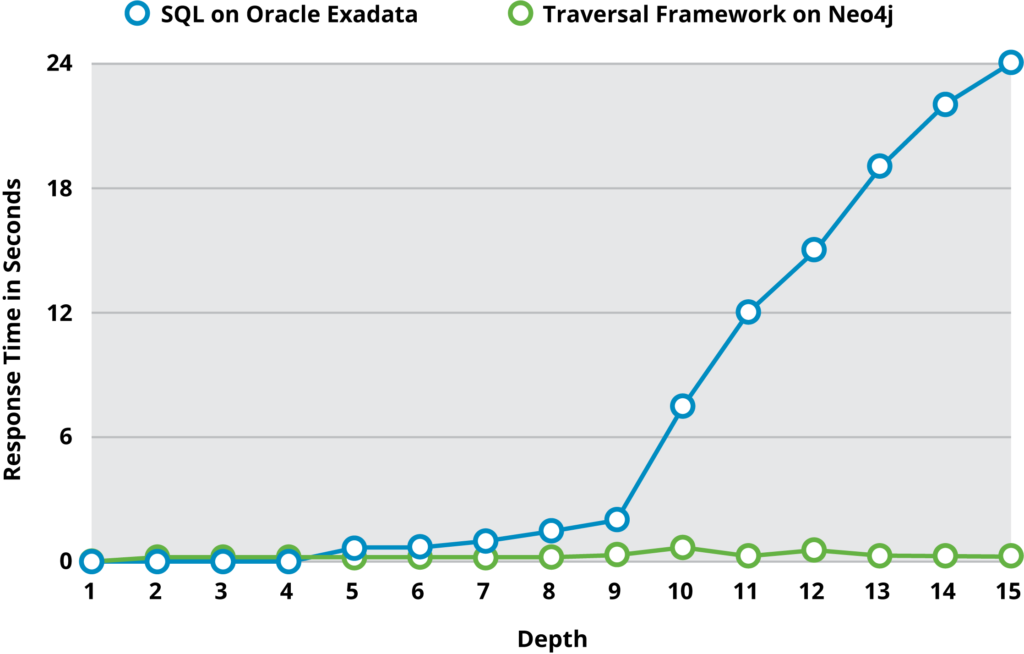 SQL on Oracle Exadata Traversal Framework on Neo4j
24
18
12
6
0
Response Time in Seconds
1 2 3 4 5 6 7 8 9 10 11 12 13 14 15
Depth